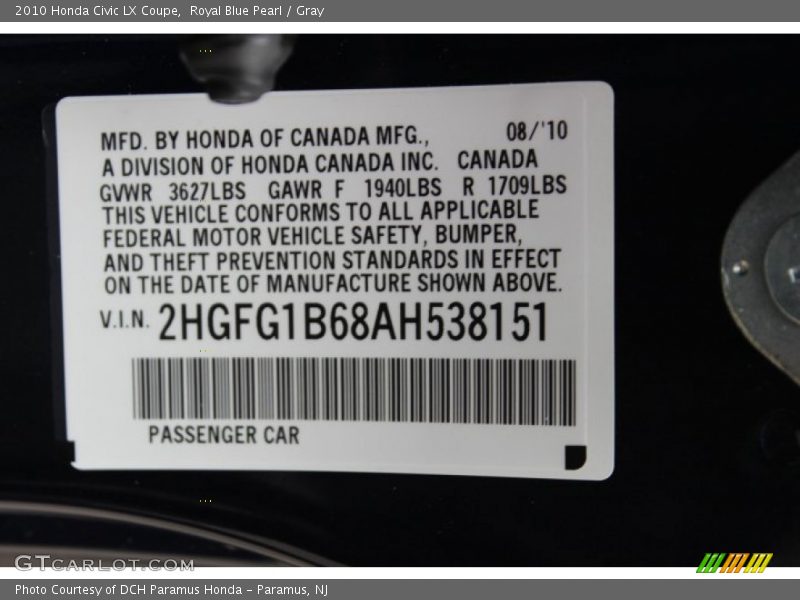 2010 Honda Civic LX Coupe,  Royal Blue Pearl / Gray
MFD. BY HONDA OF CANADA MFG.,  08/'10
A DIVISION OF HONDA CANADA INC.  CANADA
GVWR  3627LBS  GAWR F  1940LBS  R 1709LBS
THIS VEHICLE CONFORMS TO ALL APPLICABLE
FEDERAL MOTOR VEHICLE SAFETY, BUMPER,
AND THEFT PREVENTION STANDARDS IN EFFECT
ON THE DATE OF MANUFACTURE SHOWN ABOVE.
V.I.N. 2HGFG1B68AH538151
PASSENGER CAR
GTCARLOT.COM
Photo Courtesy of DCH Paramus Honda – Paramus, NJ